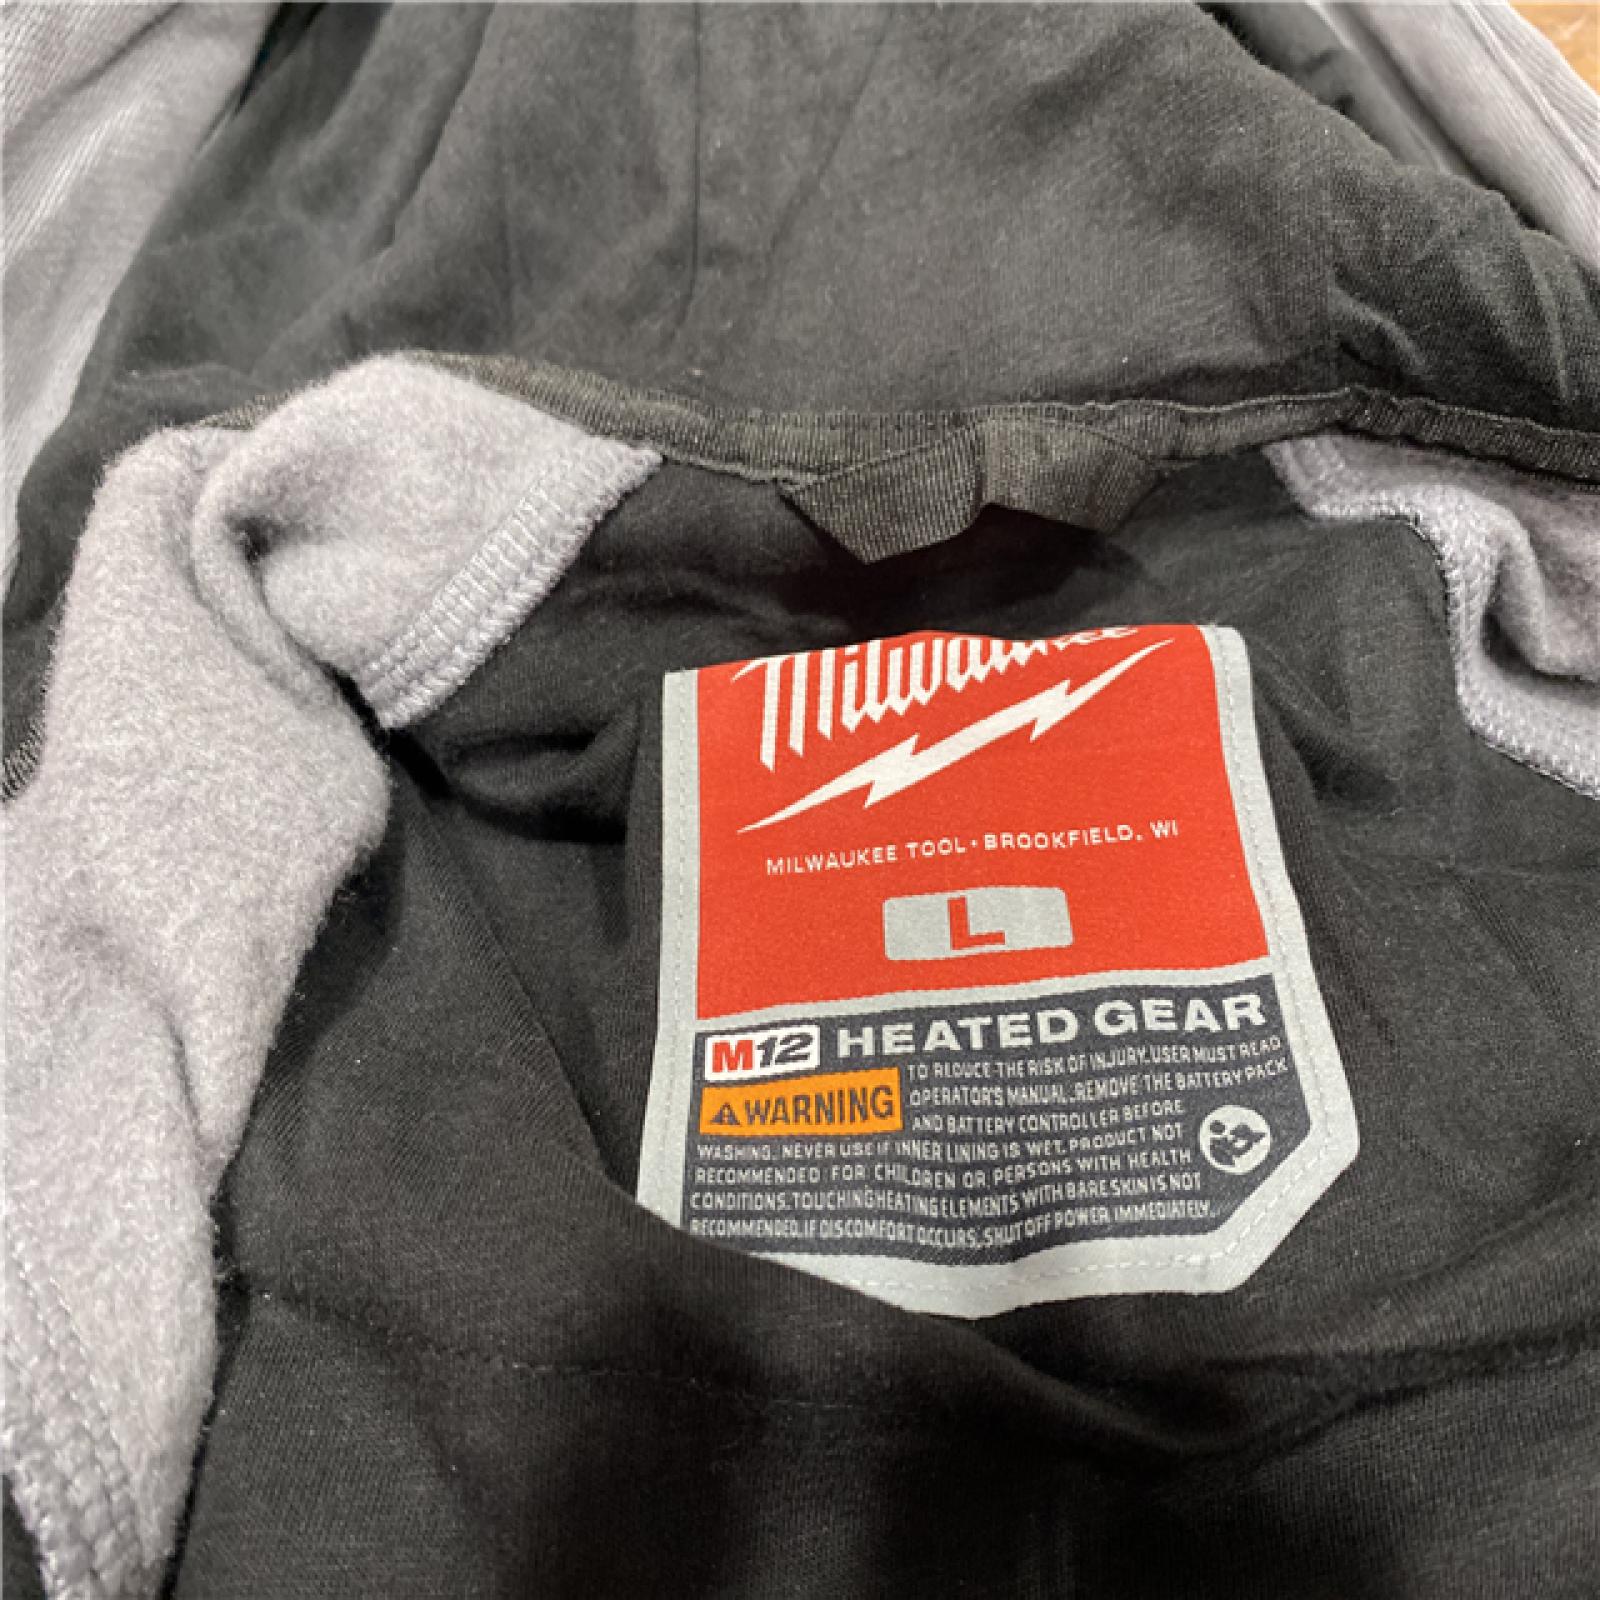 Milwaukee
MILWAUKEE TOOL • BROOKFIELD, WI
L
M12 HEATED GEAR
WARNING
TO REDUCE THE RISK OF INJURY, USER MUST READ
OPERATOR'S MANUAL. REMOVE THE BATTERY PACK
AND BATTERY CONTROLLER BEFORE
WASHING. NEVER USE IF INNER LINING IS WET. PRODUCT NOT
RECOMMENDED FOR CHILDREN OR PERSONS WITH HEALTH
CONDITIONS. TOUCHING HEATING ELEMENTS WITH BARE SKIN IS NOT
RECOMMENDED. IF DISCOMFORT OCCURS, SHUT OFF POWER IMMEDIATELY.